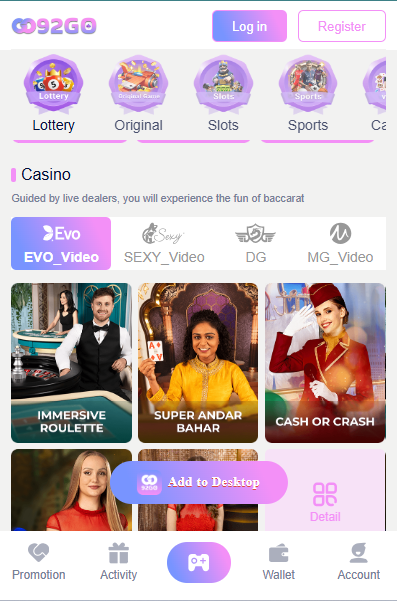 92GO
Log in
Register
Lottery
Original Game
Slots
Sports
Lottery
Original
Slots
Sports
Ca
Casino
Guided by live dealers, you will experience the fun of baccarat
Evo
Sexy
EVO_Video
SEXY_Video
DG
MG_Video
IMMERSIVE
ROULETTE
SUPER ANDAR
BAHAR
CASH OR CRASH
A
92GO
Add to Desktop
Detail
Promotion
Activity
Wallet
Account